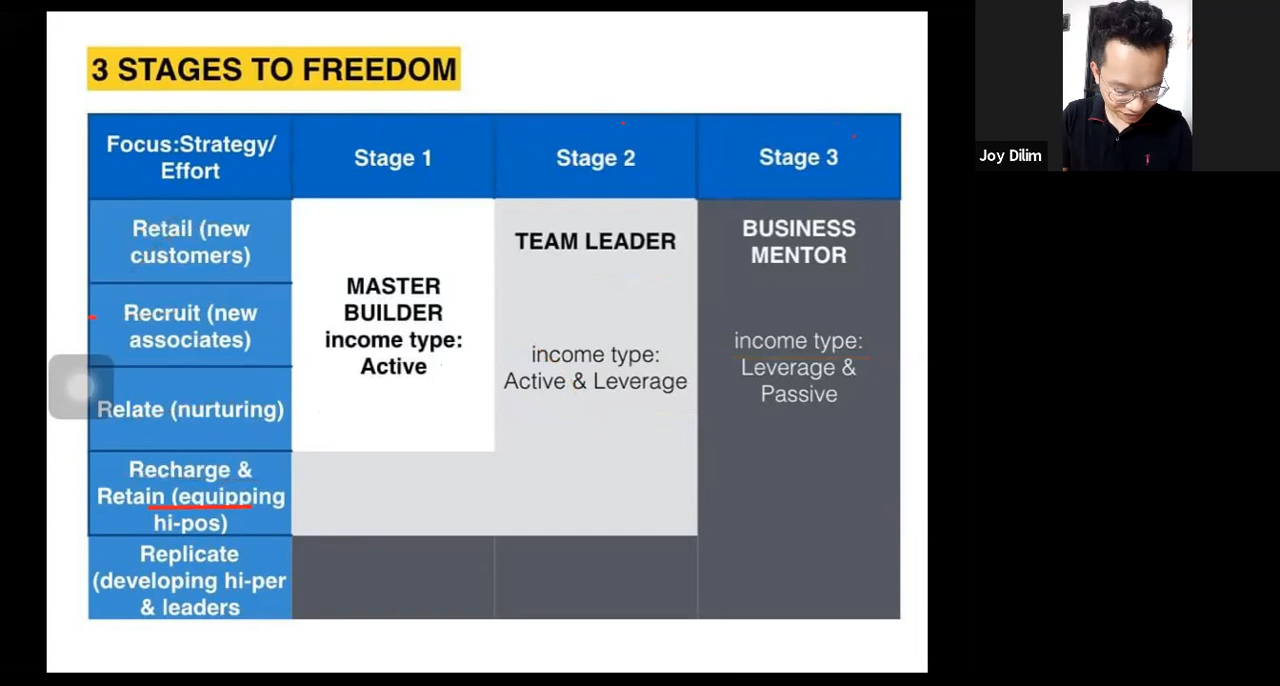 3 STAGES TO FREEDOM
Focus:Strategy/
Effort
Stage 1
Stage 2
Stage 3
Retail (new
customers)
Recruit (new
associates)
Relate (nurturing)
Recharge &
Retain (equipping
hi-pos)
Replicate
(developing hi-per
& leaders
MASTER
BUILDER
income type:
Active
TEAM LEADER
income type:
Active & Leverage
BUSINESS
MENTOR
income type:
Leverage &
Passive
Joy Dilim